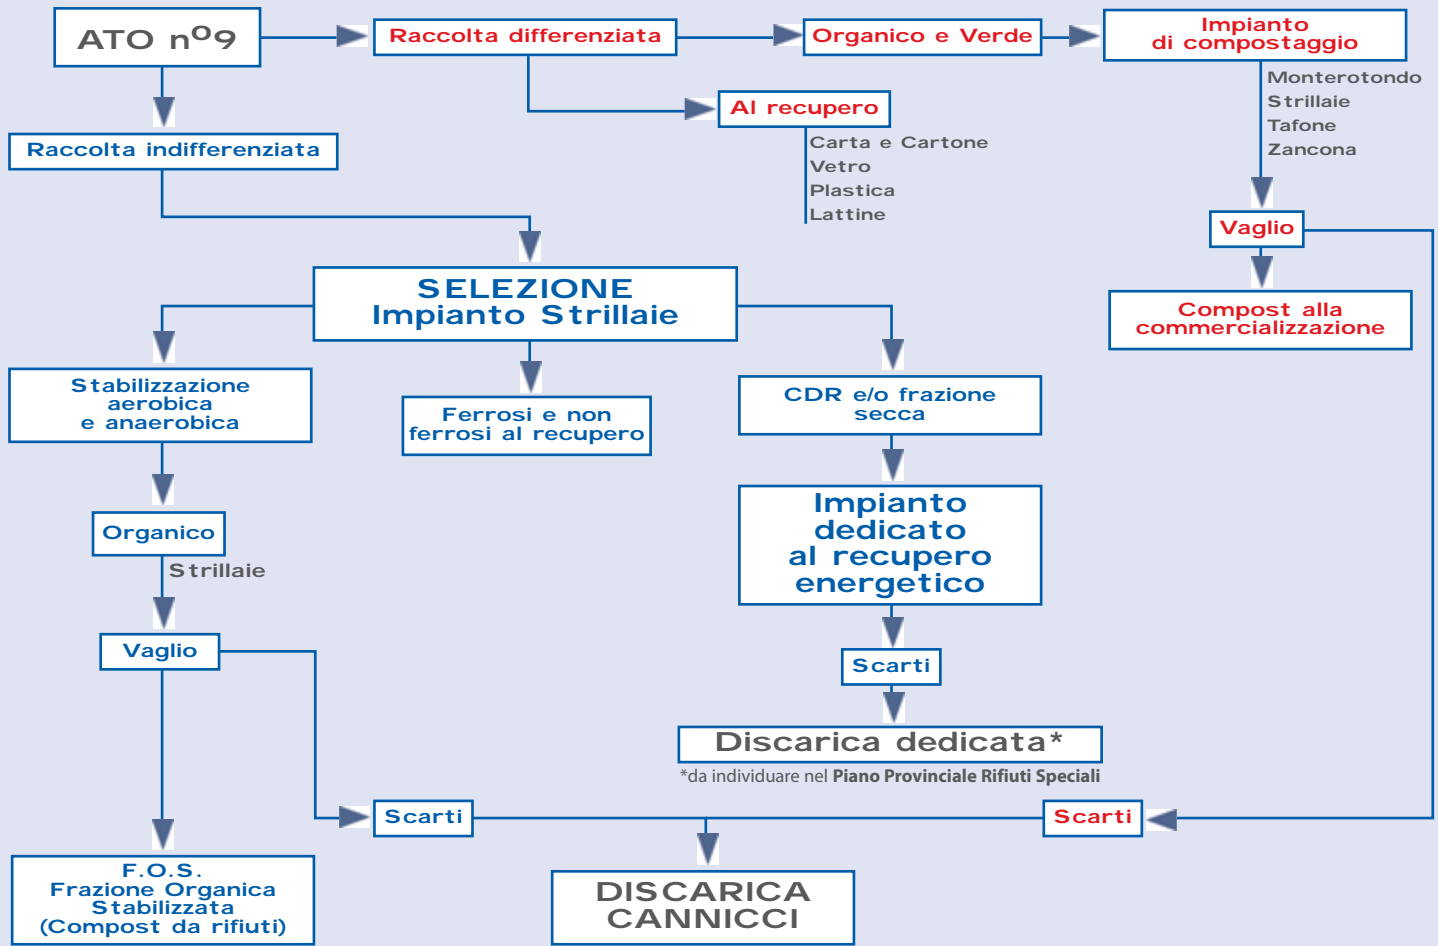 ATO nº9
Raccolta differenziata
Organico e Verde
Impianto
di compostaggio
Monterotondo
Strillaie
Tafone
Zancona
Al recupero
Carta e Cartone
Vetro
Plastica
Lattine
Raccolta indifferenziata
Vaglio
Compost alla
commercializzazione
SELEZIONE
Impianto Strillaie
Stabilizzazione
aerobica
e anaerobica
Ferrosi e non
ferrosi al recupero
CDR e/o frazione
secca
Organico
Strillaie
Impianto
dedicato
al recupero
energetico
Vaglio
Scarti
Discarica dedicata*
*da individuare nel Piano Provinciale Rifiuti Speciali
Scarti
Scarti
F.O.S.
Frazione Organica
Stabilizzata
(Compost da rifiuti)
DISCARICA
CANNICCI